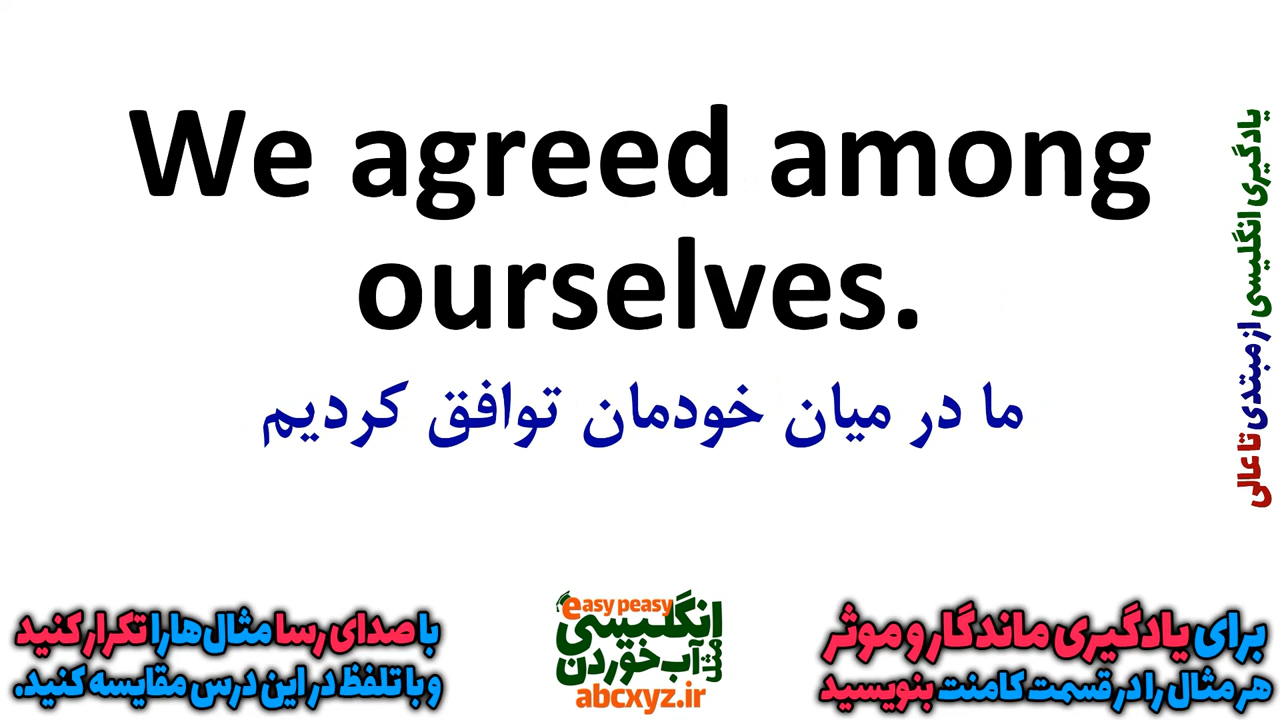 We agreed among
ourselves.
ما در میان خودمان توافق کردیم
یادگیری انگلیسی از مبتدی تا عالی
با صدای رسا مثال‌ها را تکرار کنید
و با تلفظ در این درس مقایسه کنید.
easy peasy
انگلیسی
مثل آب خوردن
abcxyz.ir
برای یادگیری ماندگار و موثر
هر مثال را در قسمت کامنت بنویسید